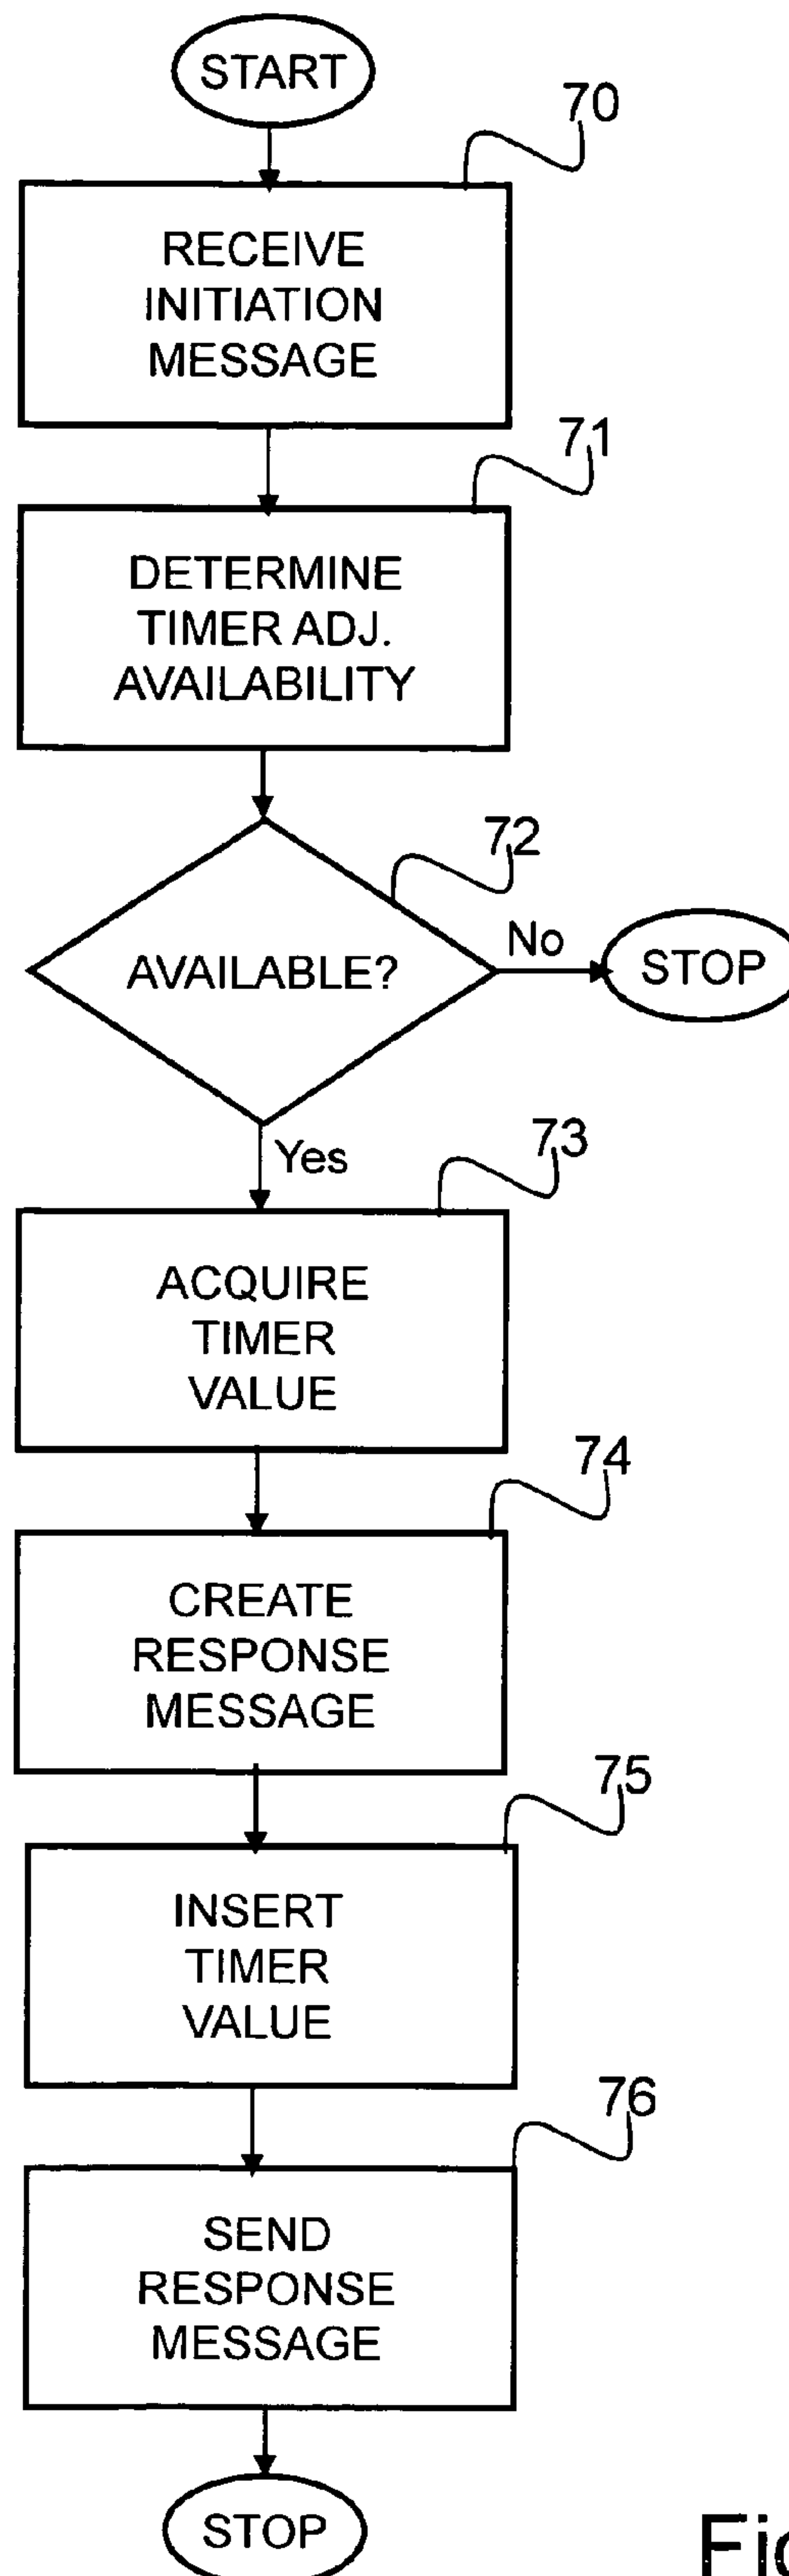 START
70
RECEIVE
INITIATION
MESSAGE
71
DETERMINE
TIMER ADJ.
AVAILABILITY
72
AVAILABLE?
No
STOP
Yes
73
ACQUIRE
TIMER
VALUE
74
CREATE
RESPONSE
MESSAGE
75
INSERT
TIMER
VALUE
76
SEND
RESPONSE
MESSAGE
STOP